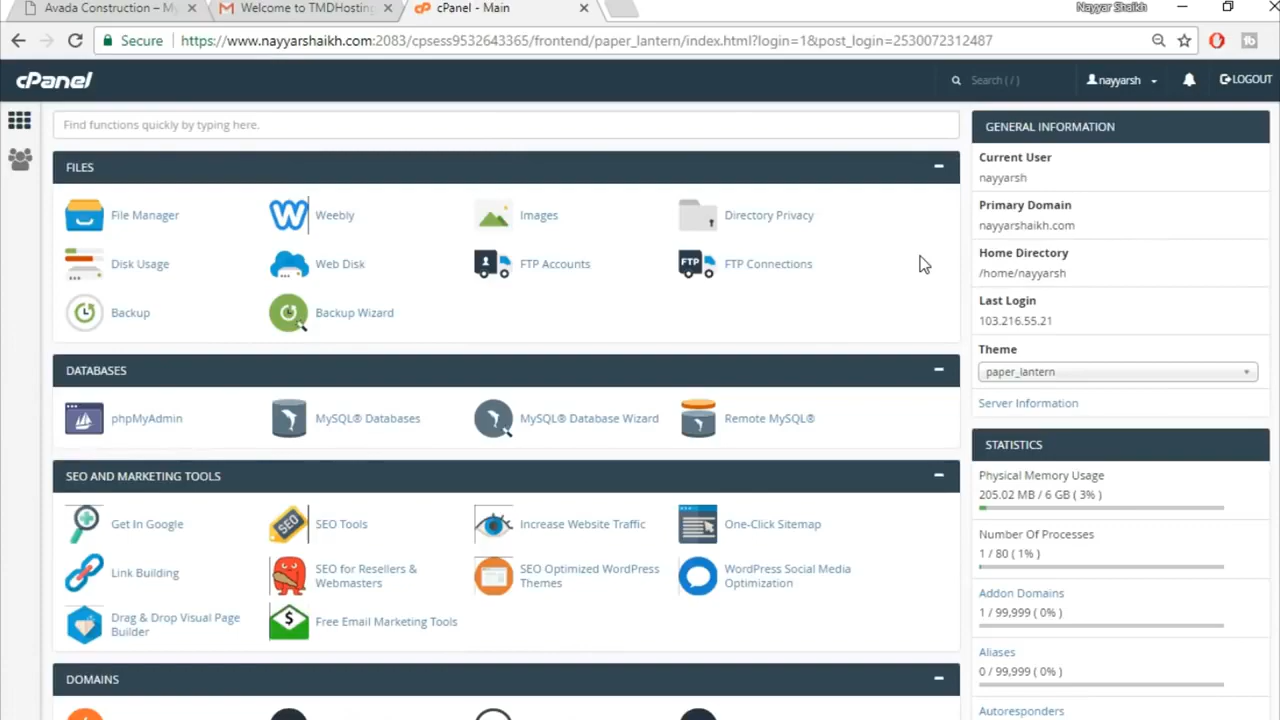 Avada Construction – My
Welcome to TMDHosting
cPanel - Main
Nayyar Shaikh
Secure
https://www.nayyarshaikh.com:2083/cpsess9532643365/frontend/paper_lantern/index.html?login=1&post_login=2530072312487
cPanel
Search ( / )
nayyarsh
LOGOUT
Find functions quickly by typing here.
FILES
File Manager
Weebly
Images
Directory Privacy
Disk Usage
Web Disk
FTP Accounts
FTP
FTP Connections
Backup
Backup Wizard
DATABASES
phpMyAdmin
MySQL® Databases
MySQL® Database Wizard
Remote MySQL®
SEO AND MARKETING TOOLS
Get In Google
SEO
SEO Tools
Increase Website Traffic
One-Click Sitemap
Link Building
SEO for Resellers &
Webmasters
SEO Optimized WordPress
Themes
WordPress Social Media
Optimization
Drag & Drop Visual Page
Builder
Free Email Marketing Tools
DOMAINS
GENERAL INFORMATION
Current User
nayyarsh
Primary Domain
nayyarshaikh.com
Home Directory
/home/nayyarsh
Last Login
103.216.55.21
Theme
paper_lantern
Server Information
STATISTICS
Physical Memory Usage
205.02 MB / 6 GB ( 3% )
Number Of Processes
1 / 80 ( 1% )
Addon Domains
1 / 99,999 ( 0% )
Aliases
0 / 99,999 ( 0% )
Autoresponders